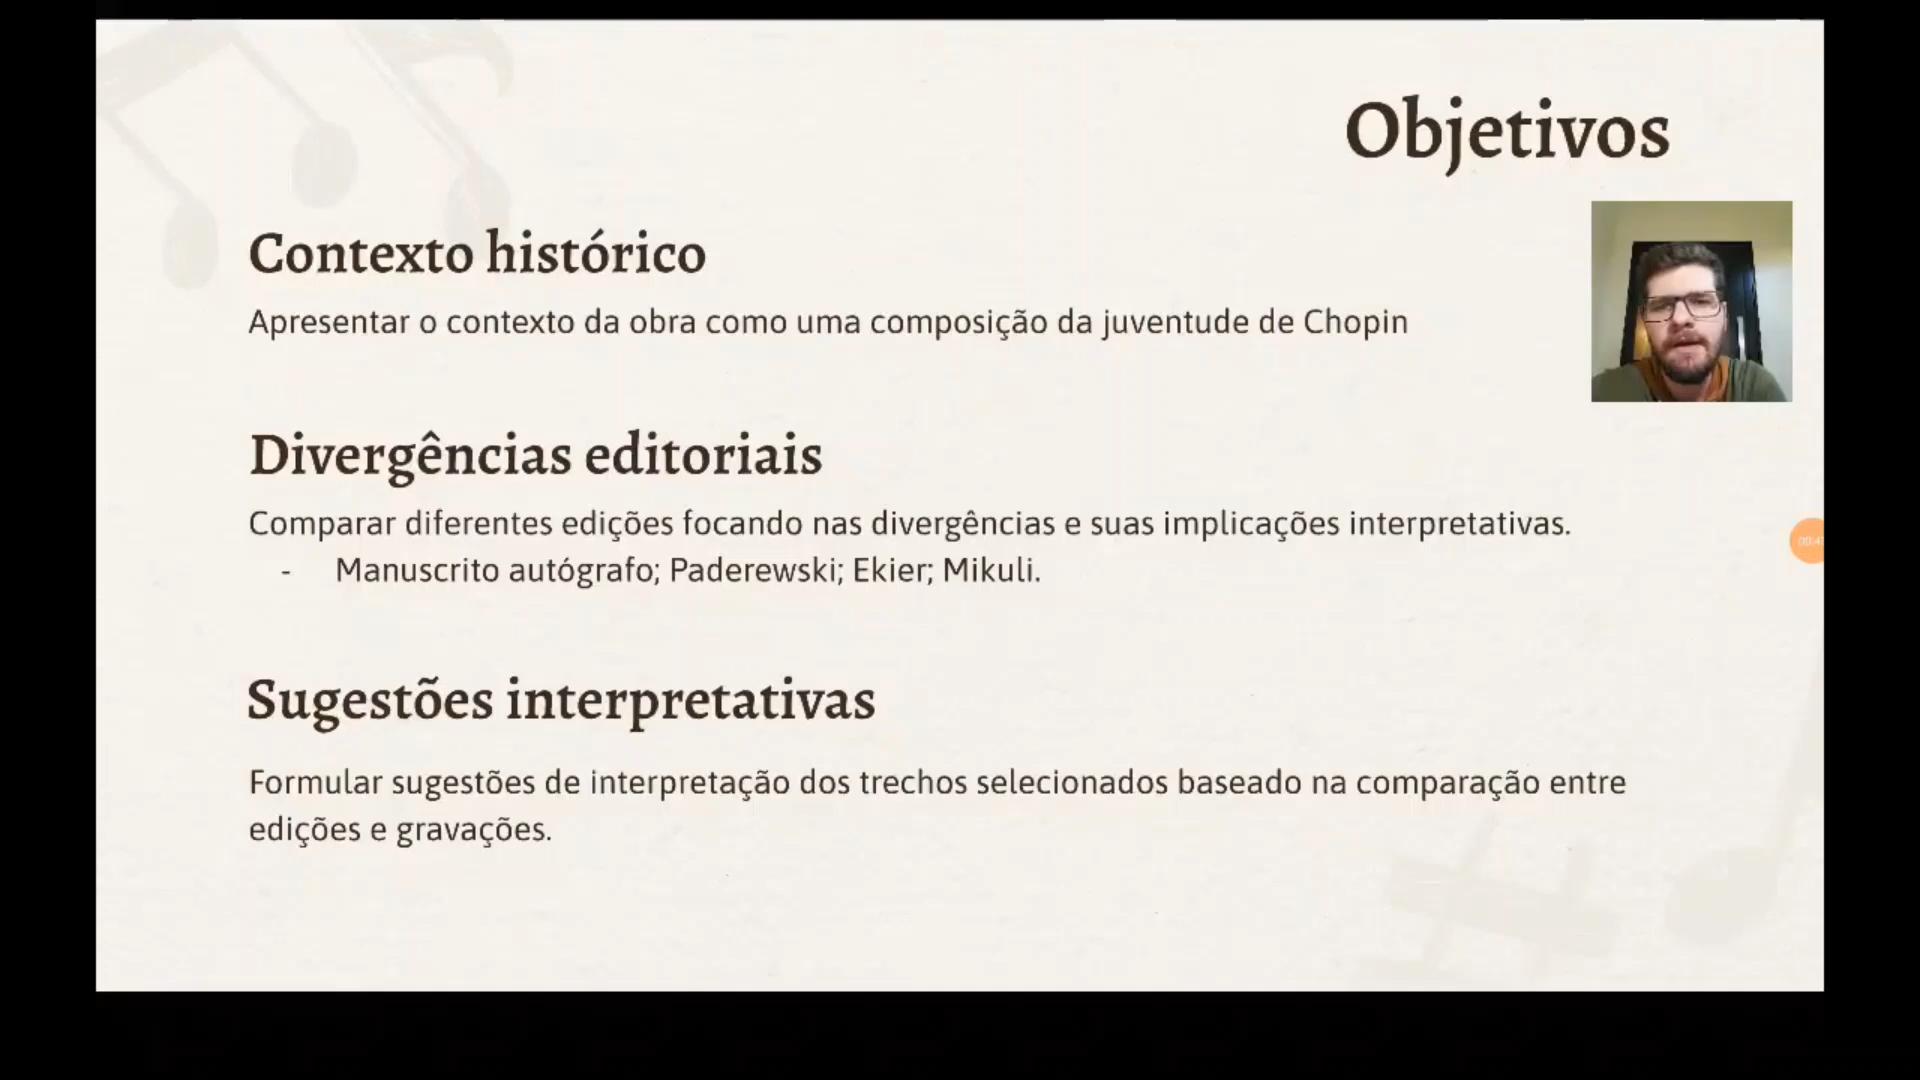 Objetivos
Contexto histórico
Apresentar o contexto da obra como uma composição da juventude de Chopin
Divergências editoriais
Comparar diferentes edições focando nas divergências e suas implicações interpretativas.
- Manuscrito autógrafo; Paderewski; Ekier; Mikuli.
Sugestões interpretativas
Formular sugestões de interpretação dos trechos selecionados baseado na comparação entre
edições e gravações.